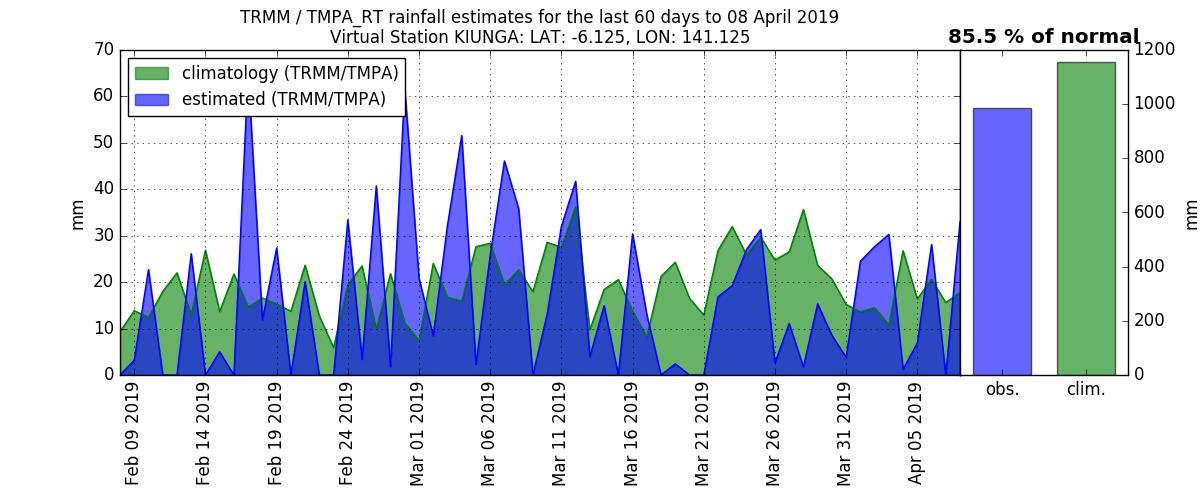 TRMM / TMPA_RT rainfall estimates for the last 60 days to 08 April 2019
Virtual Station KIUNGA: LAT: -6.125, LON: 141.125
85.5 % of normal
climatology (TRMM/TMPA)
estimated (TRMM/TMPA)
70
60
50
40
30
20
10
0
mm
Feb 09 2019
Feb 14 2019
Feb 19 2019
Feb 24 2019
Mar 01 2019
Mar 06 2019
Mar 11 2019
Mar 16 2019
Mar 21 2019
Mar 26 2019
Mar 31 2019
Apr 05 2019
obs.
clim.
1200
1000
800
600
400
200
0
mm